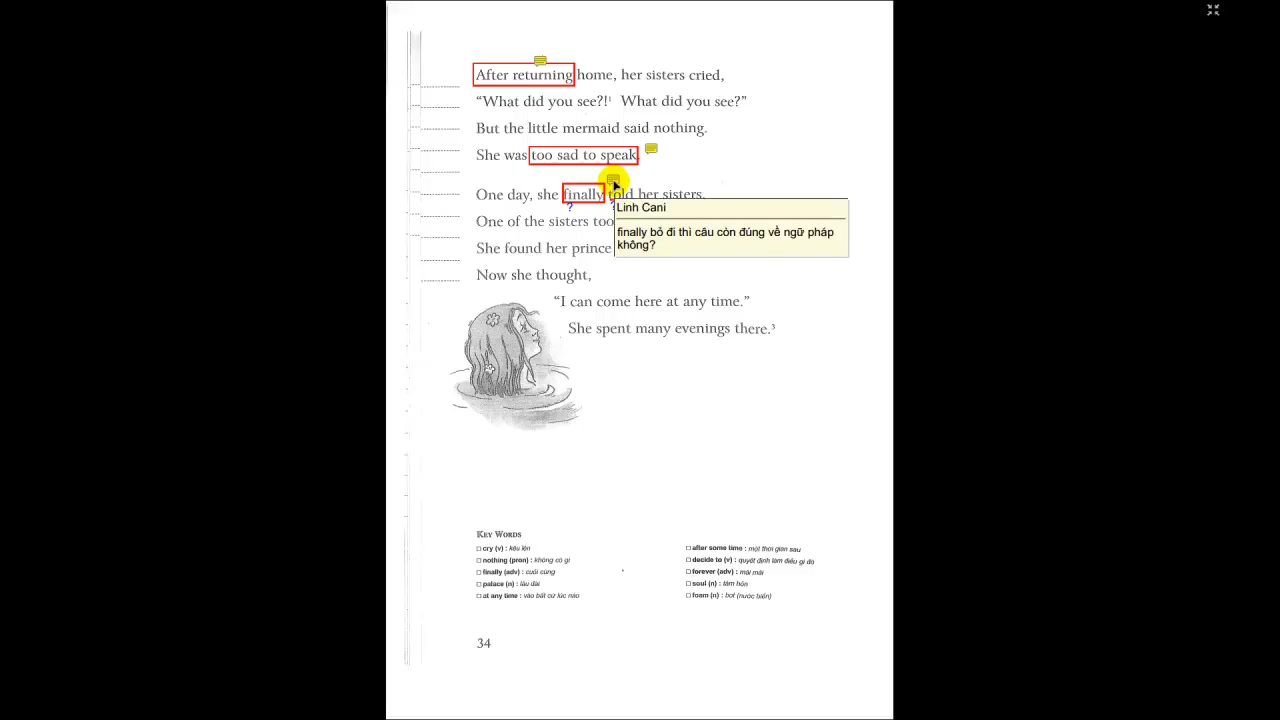 After returning home, her sisters cried,
“What did you see?!¹ What did you see?”
But the little mermaid said nothing.
She was too sad to speak.
One day, she finally told her sisters.
?
?
One of the sisters too
She found her prince
Now she thought,
“I can come here at any time.”
She spent many evenings there.³
Linh Cani
finally bỏ đi thì câu còn đúng về ngữ pháp
không?
KEY WORDS
cry (v) : kêu lên
nothing (pron) : không có gì
finally (adv) : cuối cùng
palace (n) : lâu đài
at any time : vào bất cứ lúc nào
after some time : một thời gian sau
decide to (v) : quyết định làm điều gì đó
forever (adv) : mãi mãi
soul (n) : tâm hồn
foam (n) : bọt (nước biển)
34